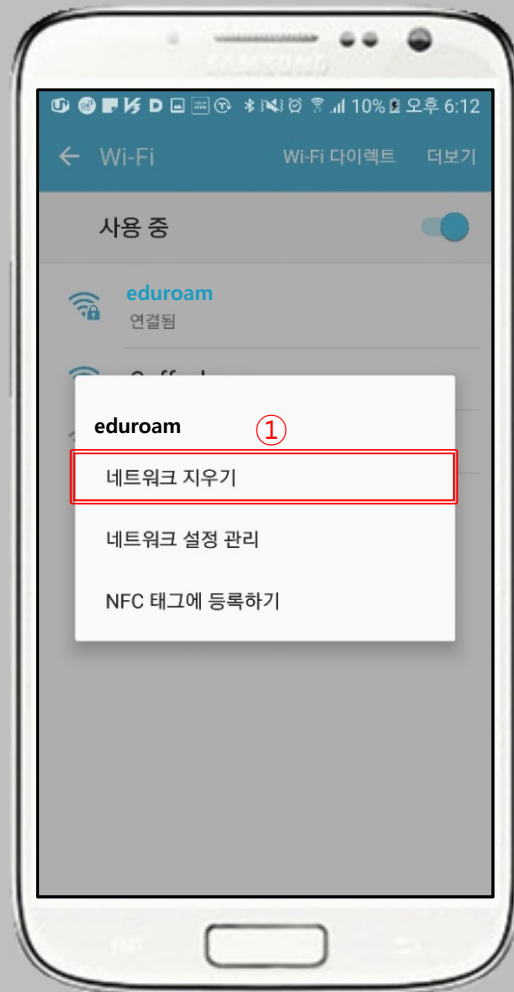 10% 오후 6:12
Wi-Fi Wi-Fi 다이렉트 더보기
사용 중
eduroam
연결됨
eduroam ①
네트워크 지우기
네트워크 설정 관리
NFC 태그에 등록하기